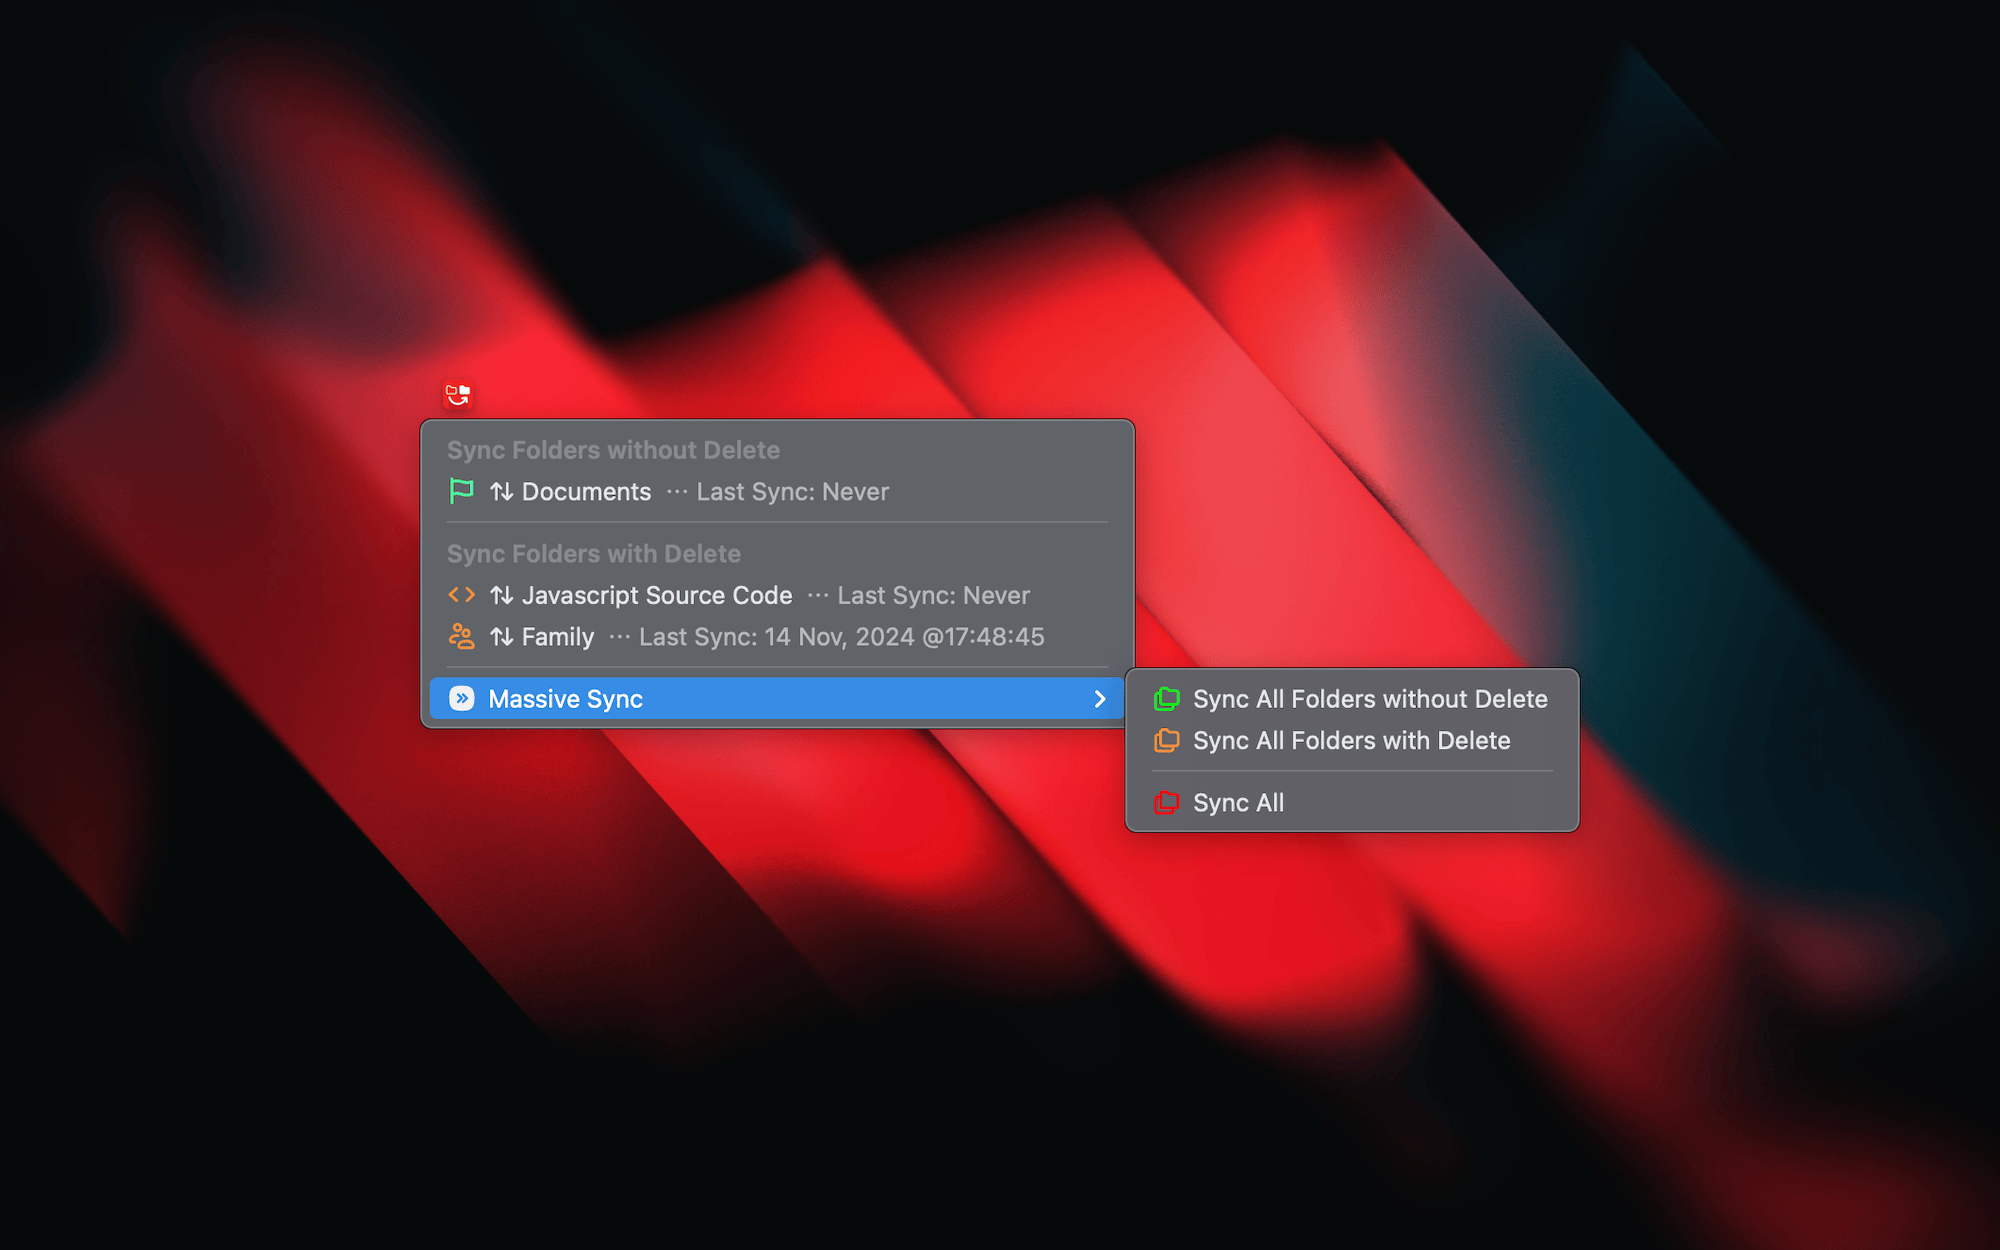 Sync Folders without Delete
Documents ··· Last Sync: Never
Sync Folders with Delete
Javascript Source Code ··· Last Sync: Never
Family ··· Last Sync: 14 Nov, 2024 @17:48:45
Massive Sync
Sync All Folders without Delete
Sync All Folders with Delete
Sync All